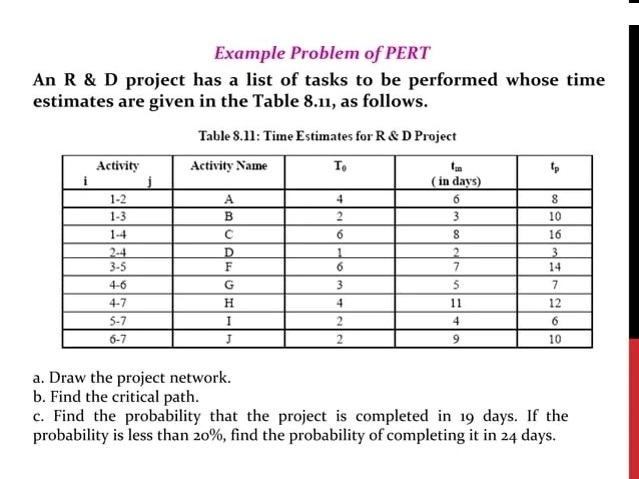 Example Problem of PERT
An R & D project has a list of tasks to be performed whose time
estimates are given in the Table 8.11, as follows.
Table 8.11: Time Estimates for R & D Project
Activity Activity Name T0 tm tp
i j (in days)
1-2 A 4 6 8
1-3 B 2 3 10
1-4 C 6 8 16
2-4 D 1 2 3
3-5 F 6 7 14
4-6 G 3 5 7
4-7 H 4 11 12
5-7 I 2 4 6
6-7 J 2 9 10
a. Draw the project network.
b. Find the critical path.
c. Find the probability that the project is completed in 19 days. If the
probability is less than 20%, find the probability of completing it in 24 days.